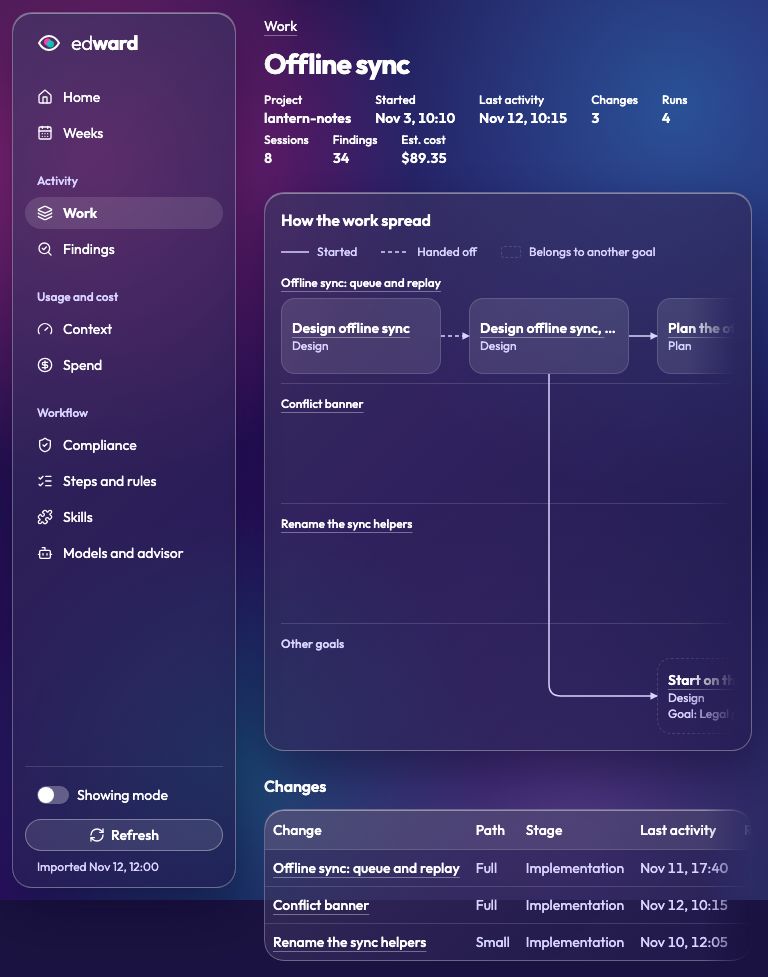 edward
Home
Weeks
Activity
Work
Findings
Usage and cost
Context
Spend
Workflow
Compliance
Steps and rules
Skills
Models and advisor
Showing mode
Refresh
Imported Nov 12, 12:00
Work
Offline sync
Project Started Last activity Changes Runs
lantern-notes Nov 3, 10:10 Nov 12, 10:15 3 4
Sessions Findings Est. cost
8 34 $89.35
How the work spread
Started Handed off Belongs to another goal
Offline sync: queue and replay
Design offline sync Design offline sync, ... Plan the
Design Design Plan
Conflict banner
Rename the sync helpers
Other goals
Start on
Design
Goal: Legal
Changes
Change Path Stage Last activity
Offline sync: queue and replay Full Implementation Nov 11, 17:40
Conflict banner Full Implementation Nov 12, 10:15
Rename the sync helpers Small Implementation Nov 10, 12:05